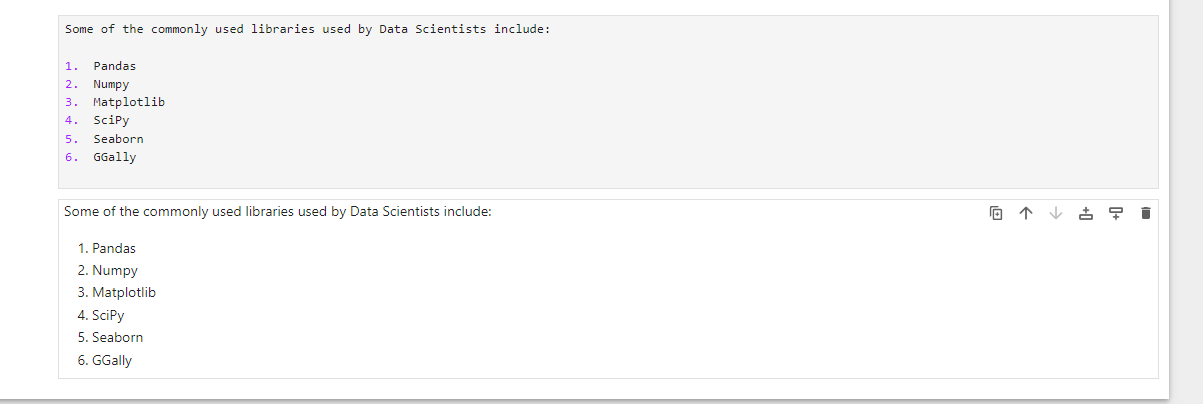 Some of the commonly used libraries used by Data Scientists include:
1. Pandas
2. Numpy
3. Matplotlib
4. SciPy
5. Seaborn
6. GGally
Some of the commonly used libraries used by Data Scientists include:
1. Pandas
2. Numpy
3. Matplotlib
4. SciPy
5. Seaborn
6. GGally